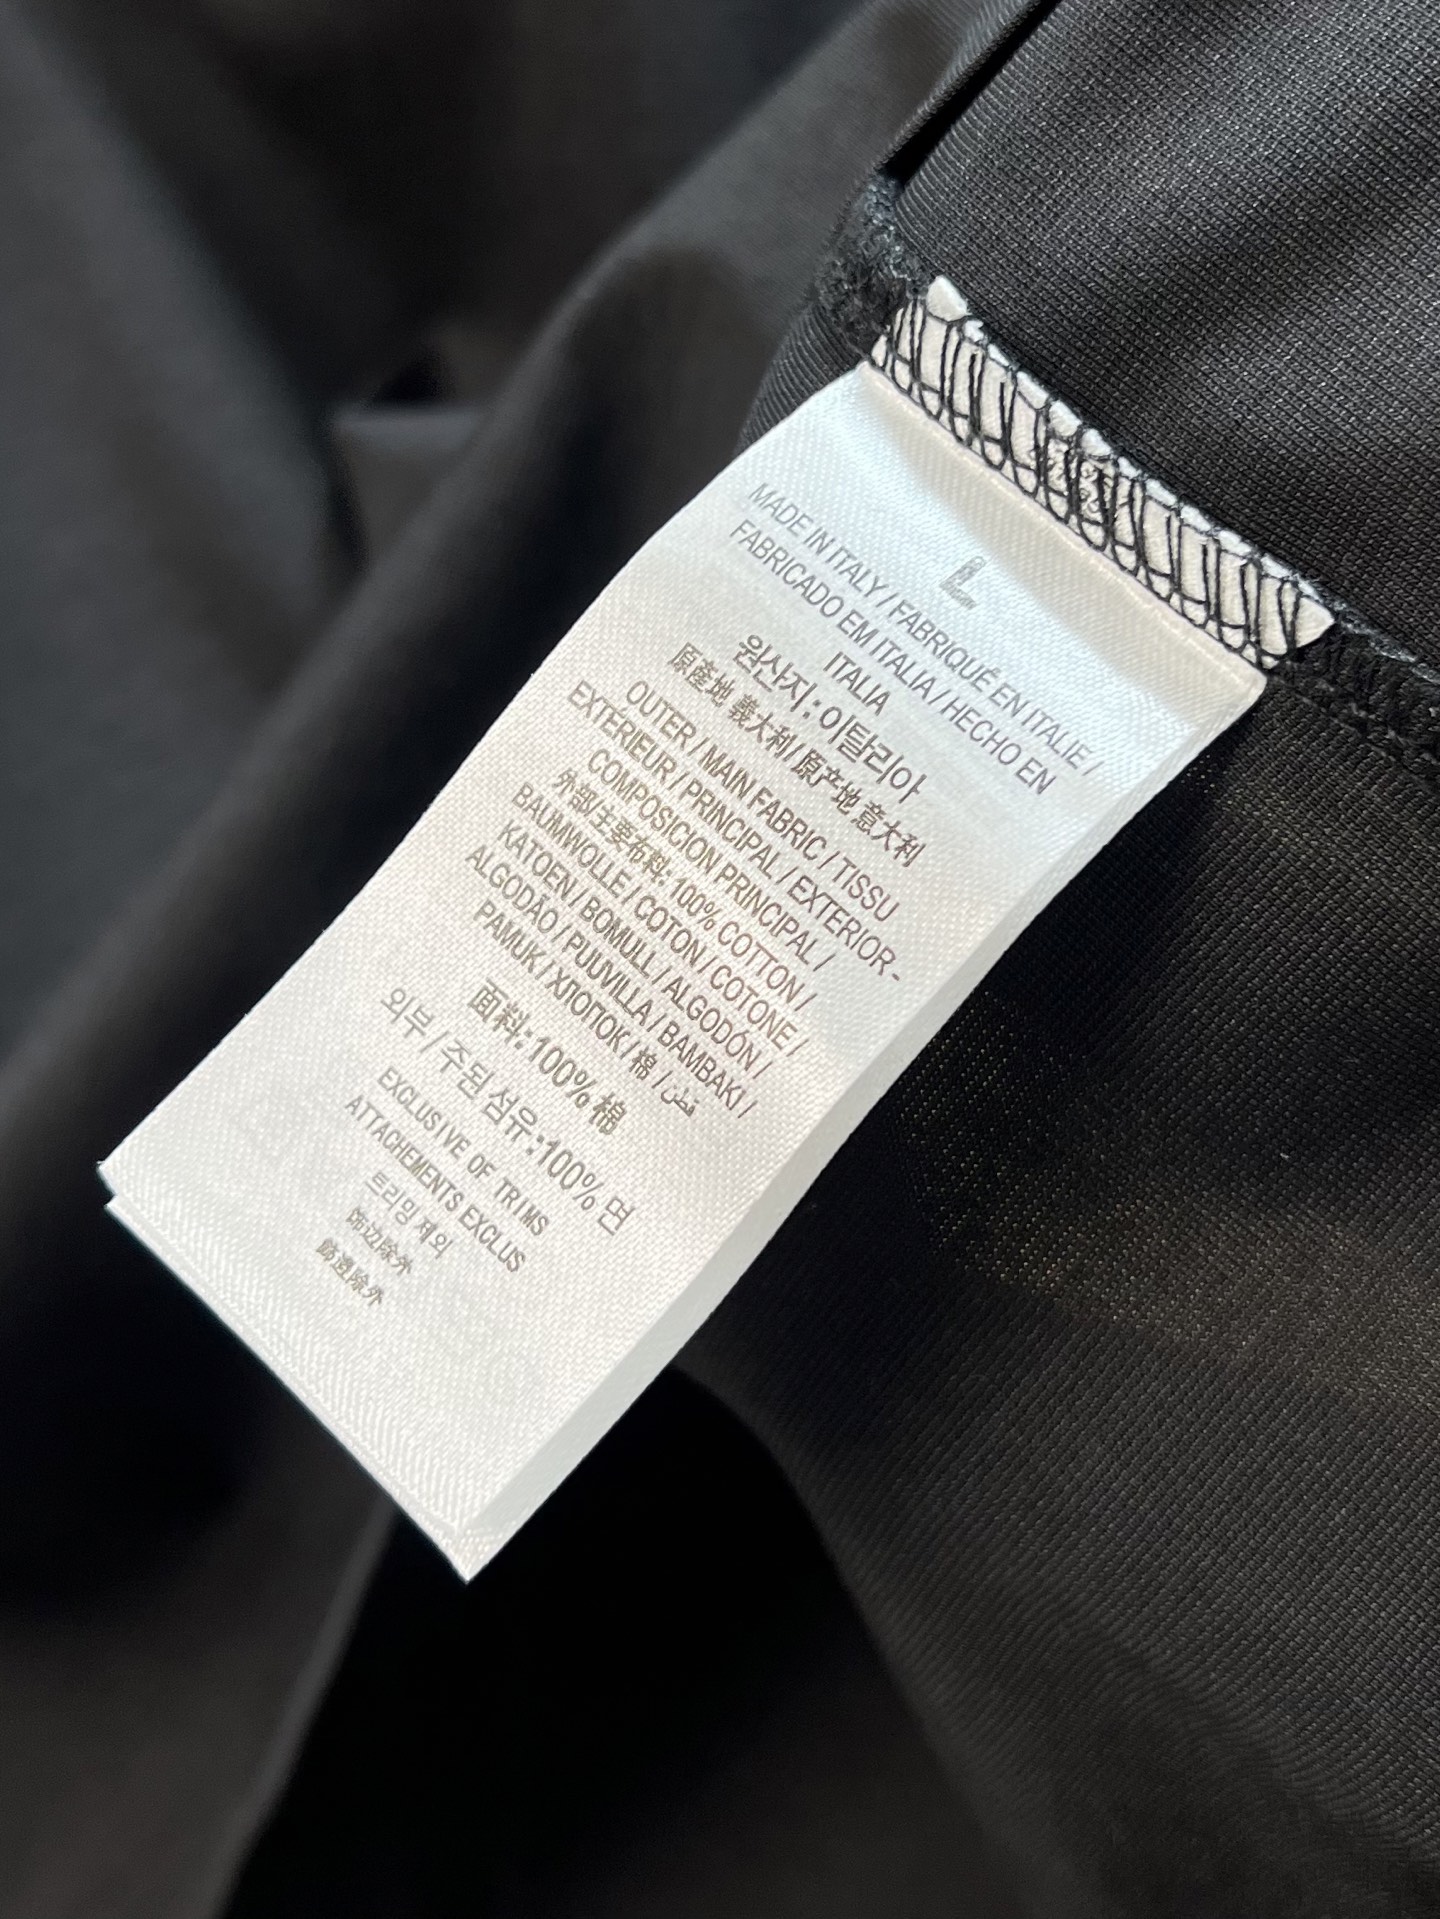 L
MADE IN ITALY / FABRIQUÉ EN ITALIE /
FABRICADO EM ITALIA / HECHO EN
ITALIA
원산지:이탈리아
原產地 義大利/原产地 意大利
OUTER / MAIN FABRIC / TISSU
EXTERIEUR / PRINCIPAL / EXTERIOR -
COMPOSICION PRINCIPAL /
外部/主要布料: 100% COTTON /
BAUMWOLLE / COTON / COTONE /
KATOEN / BOMULL / ALGODÓN /
ALGODÃO / PUUVILLA / BAMBAKI /
PAMUK / ХЛОПОК / 棉 / قطن
面料: 100% 棉
외부 / 주된 섬유 :100% 면
EXCLUSIVE OF TRIMS
ATTACHEMENTS EXCLUS
트리밍 제외
饰边除外
飾邊除外